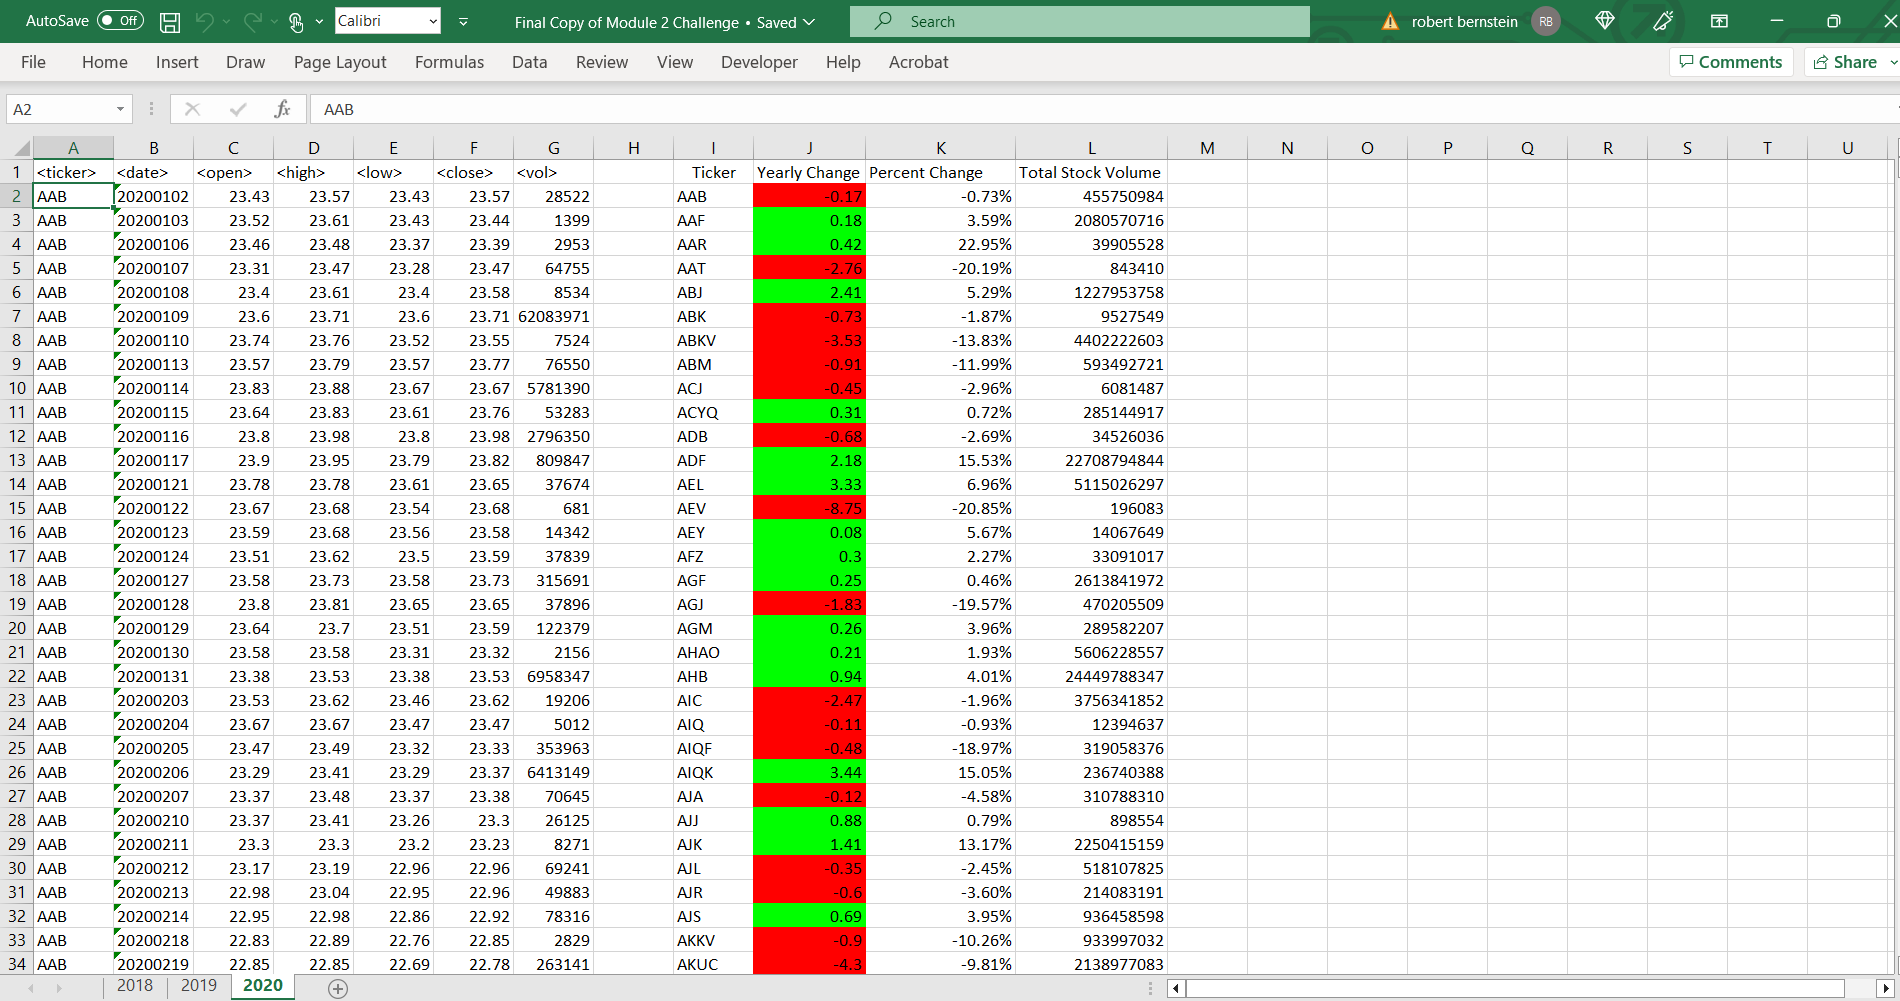 AutoSave Off Calibri Final Copy of Module 2 Challenge • Saved Search robert bernstein RB
File Home Insert Draw Page Layout Formulas Data Review View Developer Help Acrobat Comments Share
A2 fx AAB
A B C D E F G H I J K L M N O P Q R S T U
1 <ticker> <date> <open> <high> <low> <close> <vol> Ticker Yearly Change Percent Change Total Stock Volume
2 AAB 20200102 23.43 23.57 23.43 23.57 28522 AAB -0.17 -0.73% 455750984
3 AAB 20200103 23.52 23.61 23.43 23.44 1399 AAF 0.18 3.59% 2080570716
4 AAB 20200106 23.46 23.48 23.37 23.39 2953 AAR 0.42 22.95% 39905528
5 AAB 20200107 23.31 23.47 23.28 23.47 64755 AAT -2.76 -20.19% 843410
6 AAB 20200108 23.4 23.61 23.4 23.58 8534 ABJ 2.41 5.29% 1227953758
7 AAB 20200109 23.6 23.71 23.6 23.71 62083971 ABK -0.73 -1.87% 9527549
8 AAB 20200110 23.74 23.76 23.52 23.55 7524 ABKV -3.53 -13.83% 4402222603
9 AAB 20200113 23.57 23.79 23.57 23.77 76550 ABM -0.91 -11.99% 593492721
10 AAB 20200114 23.83 23.88 23.67 23.67 5781390 ACJ -0.45 -2.96% 6081487
11 AAB 20200115 23.64 23.83 23.61 23.76 53283 ACYQ 0.31 0.72% 285144917
12 AAB 20200116 23.8 23.98 23.8 23.98 2796350 ADB -0.68 -2.69% 34526036
13 AAB 20200117 23.9 23.95 23.79 23.82 809847 ADF 2.18 15.53% 22708794844
14 AAB 20200121 23.78 23.78 23.61 23.65 37674 AEL 3.33 6.96% 5115026297
15 AAB 20200122 23.67 23.68 23.54 23.68 681 AEV -8.75 -20.85% 196083
16 AAB 20200123 23.59 23.68 23.56 23.58 14342 AEY 0.08 5.67% 14067649
17 AAB 20200124 23.51 23.62 23.5 23.59 37839 AFZ 0.3 2.27% 33091017
18 AAB 20200127 23.58 23.73 23.58 23.73 315691 AGF 0.25 0.46% 2613841972
19 AAB 20200128 23.8 23.81 23.65 23.65 37896 AGJ -1.83 -19.57% 470205509
20 AAB 20200129 23.64 23.7 23.51 23.59 122379 AGM 0.26 3.96% 289582207
21 AAB 20200130 23.58 23.58 23.31 23.32 2156 AHAO 0.21 1.93% 5606228557
22 AAB 20200131 23.38 23.53 23.38 23.53 6958347 AHB 0.94 4.01% 24449788347
23 AAB 20200203 23.53 23.62 23.46 23.62 19206 AIC -2.47 -1.96% 3756341852
24 AAB 20200204 23.67 23.67 23.47 23.47 5012 AIQ -0.11 -0.93% 12394637
25 AAB 20200205 23.47 23.49 23.32 23.33 353963 AIQF -0.48 -18.97% 319058376
26 AAB 20200206 23.29 23.41 23.29 23.37 6413149 AIQK 3.44 15.05% 236740388
27 AAB 20200207 23.37 23.48 23.37 23.38 70645 AJA -0.12 -4.58% 310788310
28 AAB 20200210 23.37 23.41 23.26 23.3 26125 AJJ 0.88 0.79% 898554
29 AAB 20200211 23.3 23.3 23.2 23.23 8271 AJK 1.41 13.17% 2250415159
30 AAB 20200212 23.17 23.19 22.96 22.96 69241 AJL -0.35 -2.45% 518107825
31 AAB 20200213 22.98 23.04 22.95 22.96 49883 AJR -0.6 -3.60% 214083191
32 AAB 20200214 22.95 22.98 22.86 22.92 78316 AJS 0.69 3.95% 936458598
33 AAB 20200218 22.83 22.89 22.76 22.85 2829 AKKV -0.9 -10.26% 933997032
34 AAB 20200219 22.85 22.85 22.69 22.78 263141 AKUC -4.3 -9.81% 2138977083
2018 2019 2020